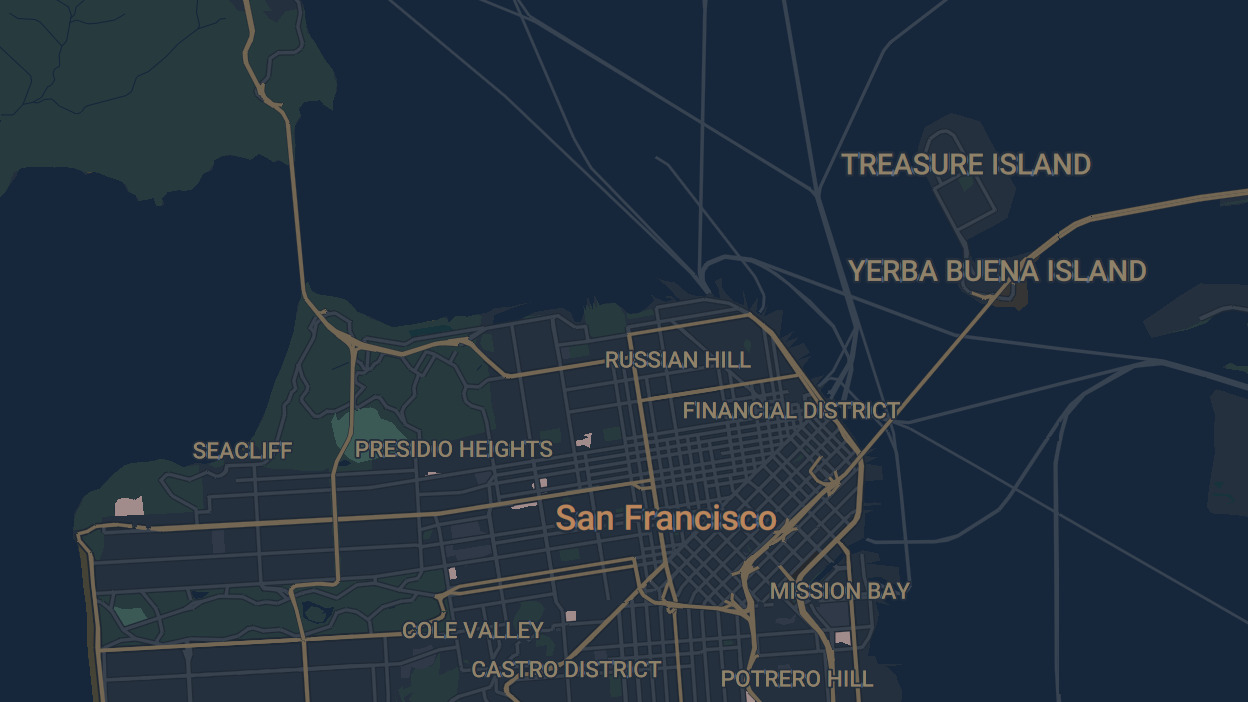 TREASURE ISLAND
YERBA BUENA ISLAND
RUSSIAN HILL
FINANCIAL DISTRICT
SEACLIFF
PRESIDIO HEIGHTS
San Francisco
MISSION BAY
COLE VALLEY
CASTRO DISTRICT
POTRERO HILL